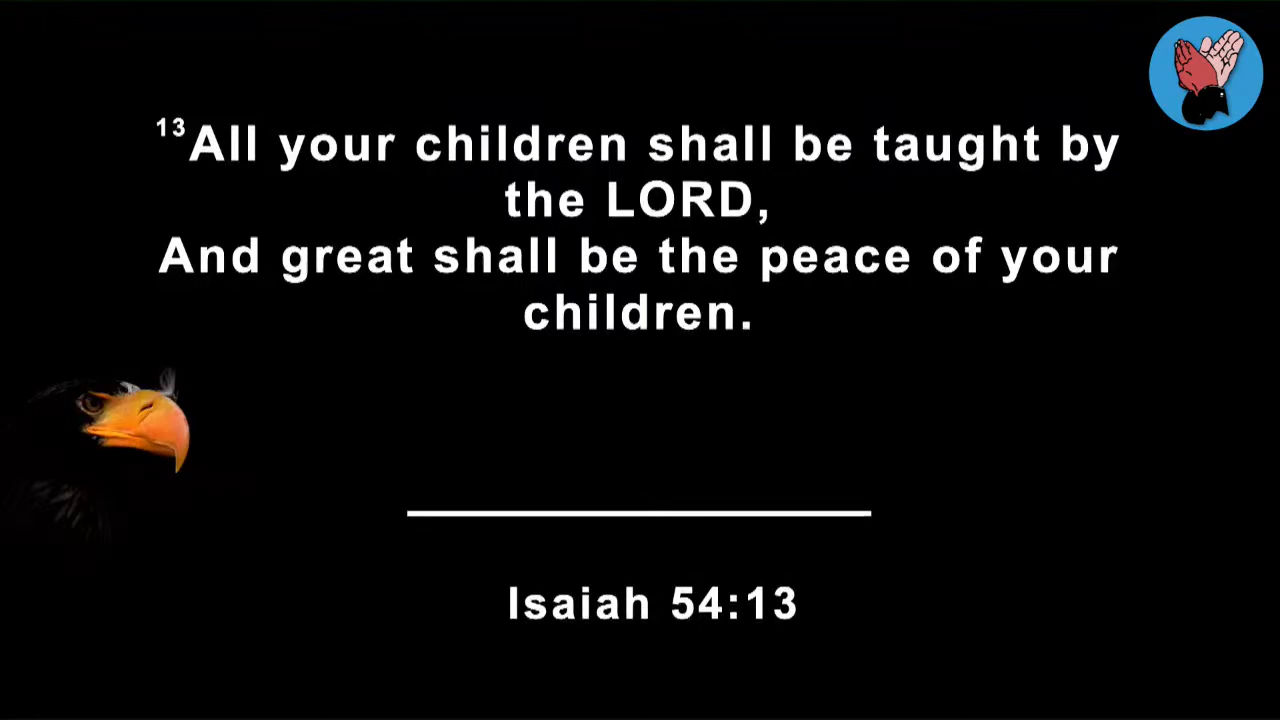 13All your children shall be taught by
the LORD,
And great shall be the peace of your
children.
Isaiah 54:13